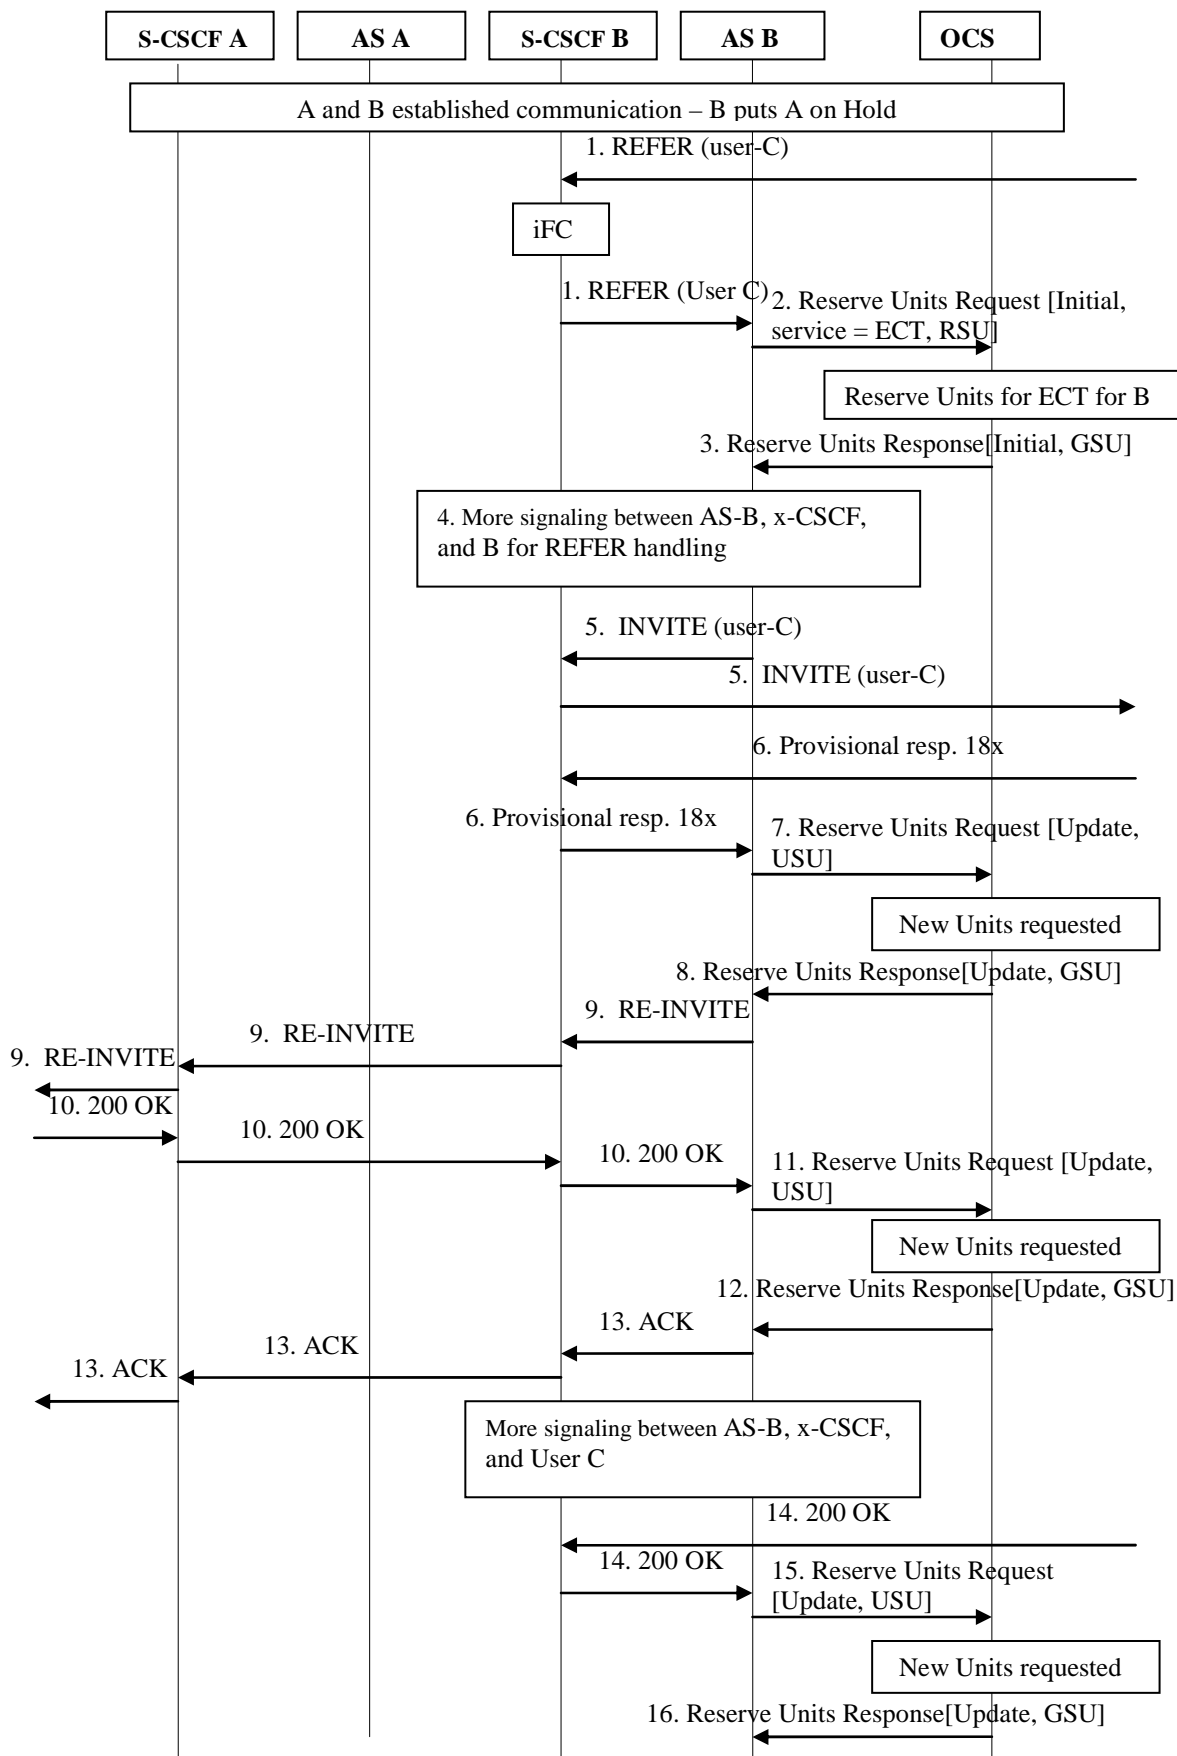 S-CSCF A
AS A
S-CSCF B
AS B
OCS
A and B established communication – B puts A on Hold
1. REFER (user-C)
iFC
1. REFER (User C)
2. Reserve Units Request [Initial,
service = ECT, RSU]
Reserve Units for ECT for B
3. Reserve Units Response[Initial, GSU]
4. More signaling between AS-B, x-CSCF,
and B for REFER handling
5. INVITE (user-C)
5. INVITE (user-C)
6. Provisional resp. 18x
6. Provisional resp. 18x
7. Reserve Units Request [Update,
USU]
New Units requested
8. Reserve Units Response[Update, GSU]
9. RE-INVITE
9. RE-INVITE
9. RE-INVITE
10. 200 OK
10. 200 OK
10. 200 OK
11. Reserve Units Request [Update,
USU]
New Units requested
12. Reserve Units Response[Update, GSU]
13. ACK
13. ACK
13. ACK
More signaling between AS-B, x-CSCF,
and User C
14. 200 OK
14. 200 OK
15. Reserve Units Request
[Update, USU]
New Units requested
16. Reserve Units Response[Update, GSU]